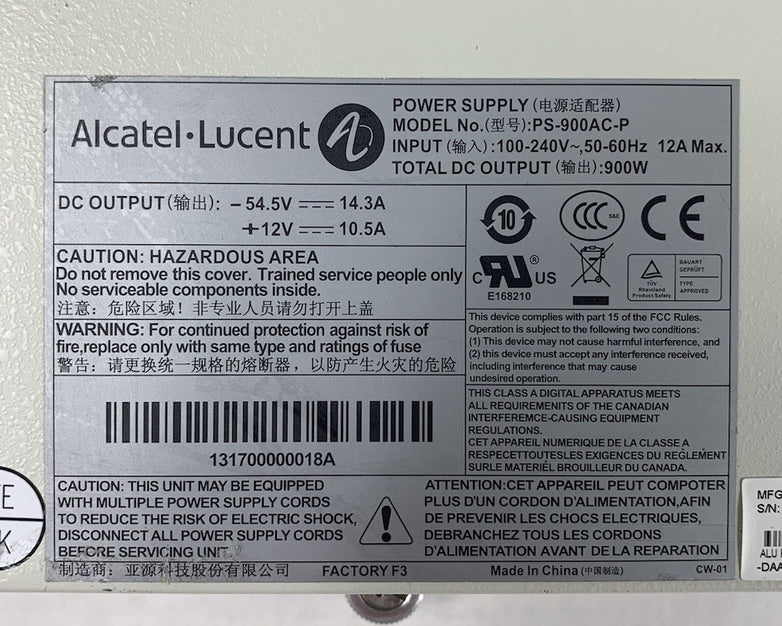 Alcatel·Lucent
POWER SUPPLY (电源适配器)
MODEL No.(型号):PS-900AC-P
INPUT (输入):100-240V~,50-60Hz 12A Max.
TOTAL DC OUTPUT (输出):900W
DC OUTPUT (输出): -54.5V 14.3A
+12V 10.5A
CAUTION: HAZARDOUS AREA
Do not remove this cover. Trained service people only
No serviceable components inside.
注意: 危险区域! 非专业人员请勿打开上盖
WARNING: For continued protection against risk of
fire,replace only with same type and ratings of fuse
警告: 请更换统一规格的熔断器, 以防产生火灾的危险
131700000018A
10
CCC
S&E
CE
C RU US
®
E168210
TÜV
Rheinland
Product Safety
BAUART
GEPRÜFT
TYPE
APPROVED
This device complies with part 15 of the FCC Rules.
Operation is subject to the following two conditions:
(1) This device may not cause harmful interference, and
(2) this device must accept any interference received,
including interference that may cause
undesired operation.
THIS CLASS A DIGITAL APPARATUS MEETS
ALL REQUIREMENTS OF THE CANADIAN
INTERFEREMCE-CAUSING EQUIPMENT
REGULATIONS.
CET APPAREIL NUMERIQUE DE LA CLASSE A
RESPECTETOUTESLES EXIGENCES DU REGLEMENT
SURLE MATERIÉL BROUILLEUR DU CANADA.
CAUTION: THIS UNIT MAY BE EQUIPPED
WITH MULTIPLE POWER SUPPLY CORDS
TO REDUCE THE RISK OF ELECTRIC SHOCK,
DISCONNECT ALL POWER SUPPLY CORDS
BEFORE SERVICING UNIT.
ATTENTION:CET APPAREIL PEUT COMPOTER
PLUS D'UN CORDON D'ALIMENTATION,AFIN
DE PREVENIR LES CHOCS ELECTRIQUES,
DEBRANCHEZ TOUS LES CORDONS
D'ALIMENTATION AVANT DE LA REPARATION
制造商: 亚源科技股份有限公司 FACTORY F3 Made In China (中国制造) CW-01
MFG
S/N:
ALU
-DAA